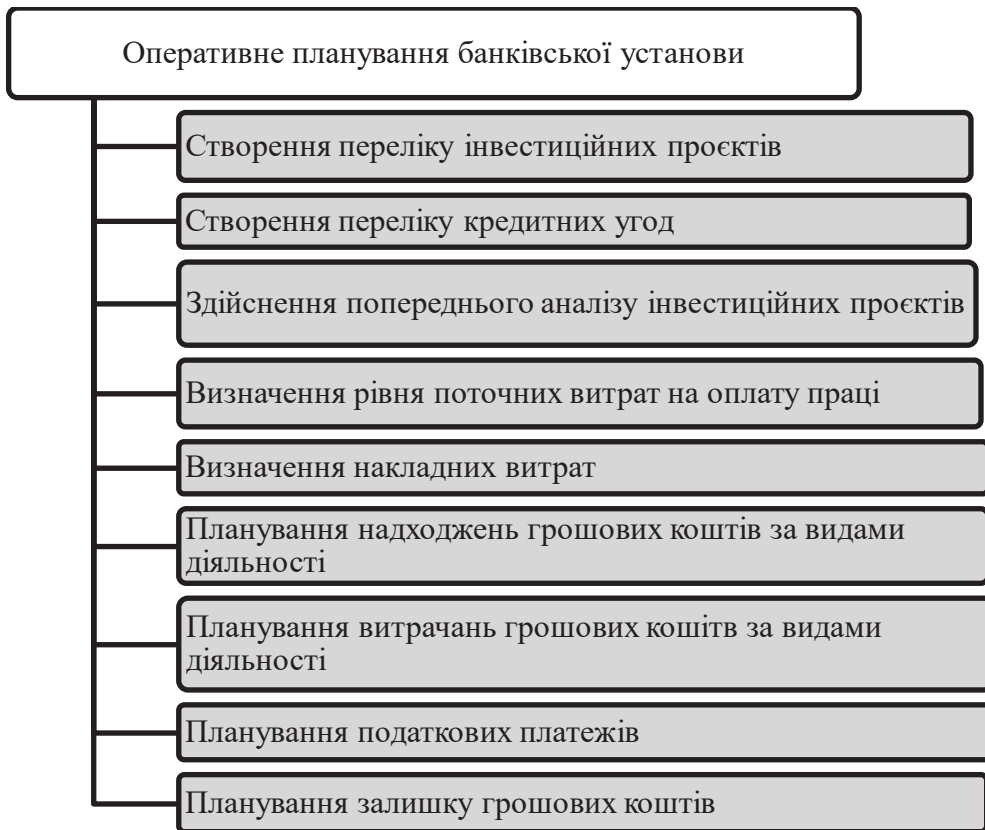 Оперативне планування банківської установи
Створення переліку інвестиційних проєктів
Створення переліку кредитних угод
Здійснення попереднього аналізу інвестиційних проєктів
Визначення рівня поточних витрат на оплату праці
Визначення накладних витрат
Планування надходжень грошових коштів за видами
діяльності
Планування витрачань грошових кошітв за видами
діяльності
Планування податкових платежів
Планування залишку грошових коштів